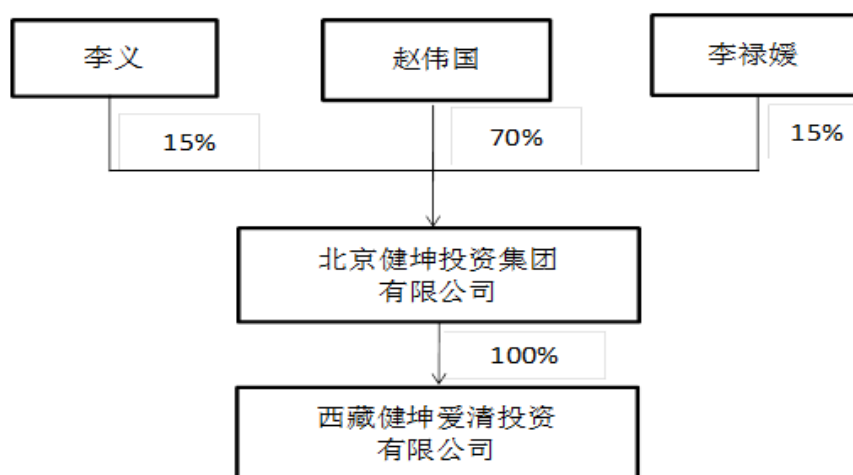 李义
赵伟国
李禄媛
15%
70%
15%
北京健坤投资集团
有限公司
100%
西藏健坤爱清投资
有限公司